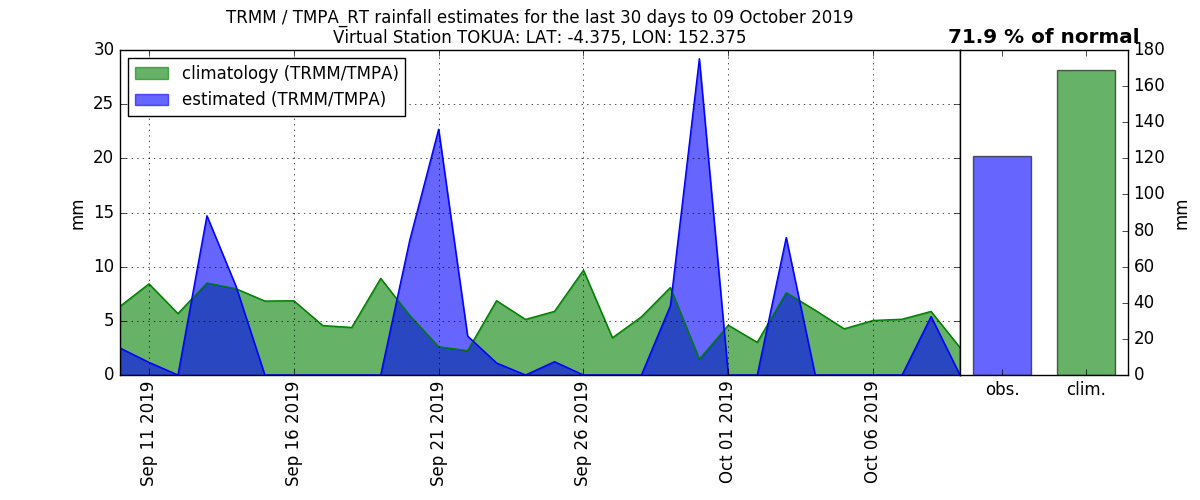 TRMM / TMPA_RT rainfall estimates for the last 30 days to 09 October 2019
Virtual Station TOKUA: LAT: -4.375, LON: 152.375
71.9 % of normal
climatology (TRMM/TMPA)
estimated (TRMM/TMPA)
30
25
20
15
10
5
0
mm
Sep 11 2019
Sep 16 2019
Sep 21 2019
Sep 26 2019
Oct 01 2019
Oct 06 2019
obs.
clim.
180
160
140
120
100
80
60
40
20
0
mm